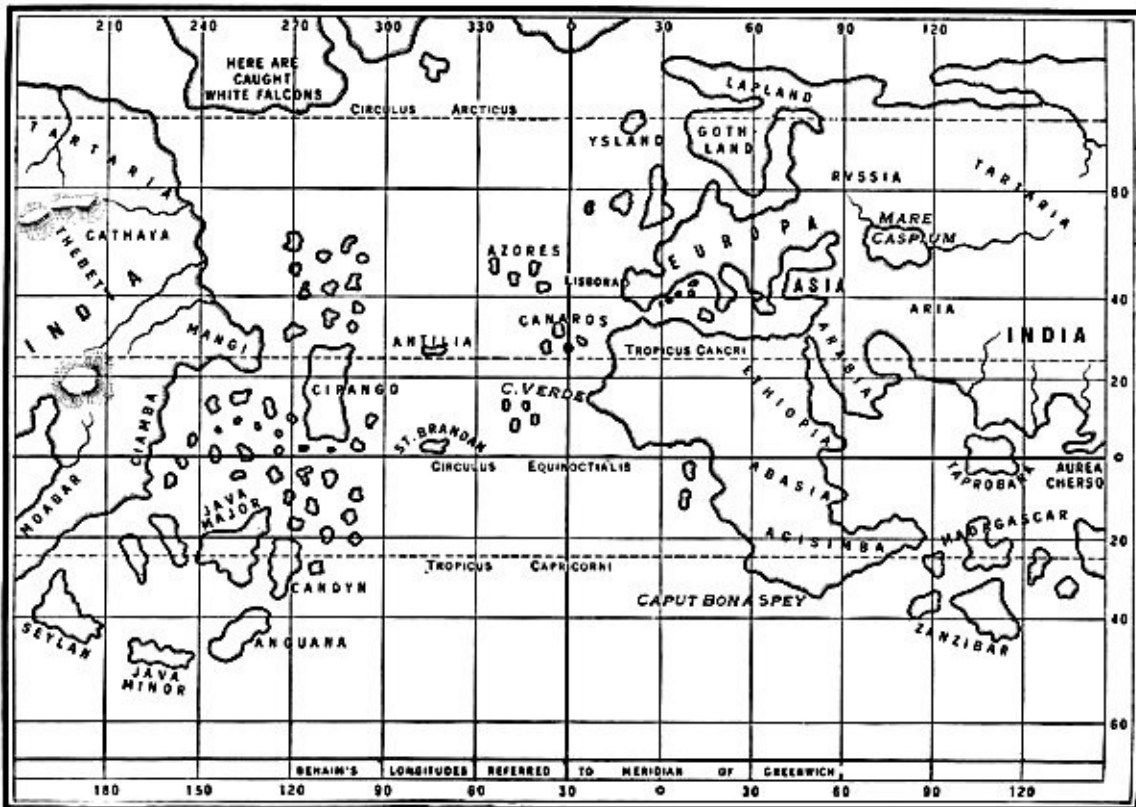 210 240 270 300 330 0 30 60 90 120
HERE ARE
CAUGHT
WHITE FALCONS
CIRCULUS ARCTICUS
LAPLAND
GOTH-
LAND
YSLAND
TARTARIA
RVSSIA
TARTARIA
60
CATHAYA
THEBET
MARE
CASPIUM
AZORES
EUROPA
LISBONA
ASIA
40
INDIA
MANGI
CANAROS
ARIA
INDIA
ANTILIA
TROPICUS CANCRI
ARABIA
CIPANGO
C. VERDE
ETHIOPIA
20
CIAMBA
ST. BRANDAN
CIRCULUS EQUINOCTIALIS
0
MOABAR
ABASIA
TAPROBANA
AUREA
CHERSO
JAVA
MAJOR
ACISIMBA
MADAGASCAR
TROPICUS CAPRICORNI
20
CANDYN
CAPUT BONA SPEY
SEYLAN
ANGUANA
ZANZIBAR
40
JAVA
MINOR
60
BEHAIM'S LONGITUDES REFERRED TO MERIDIAN OF GREENWICH,
180 150 120 90 60 30 0 30 60 90 120